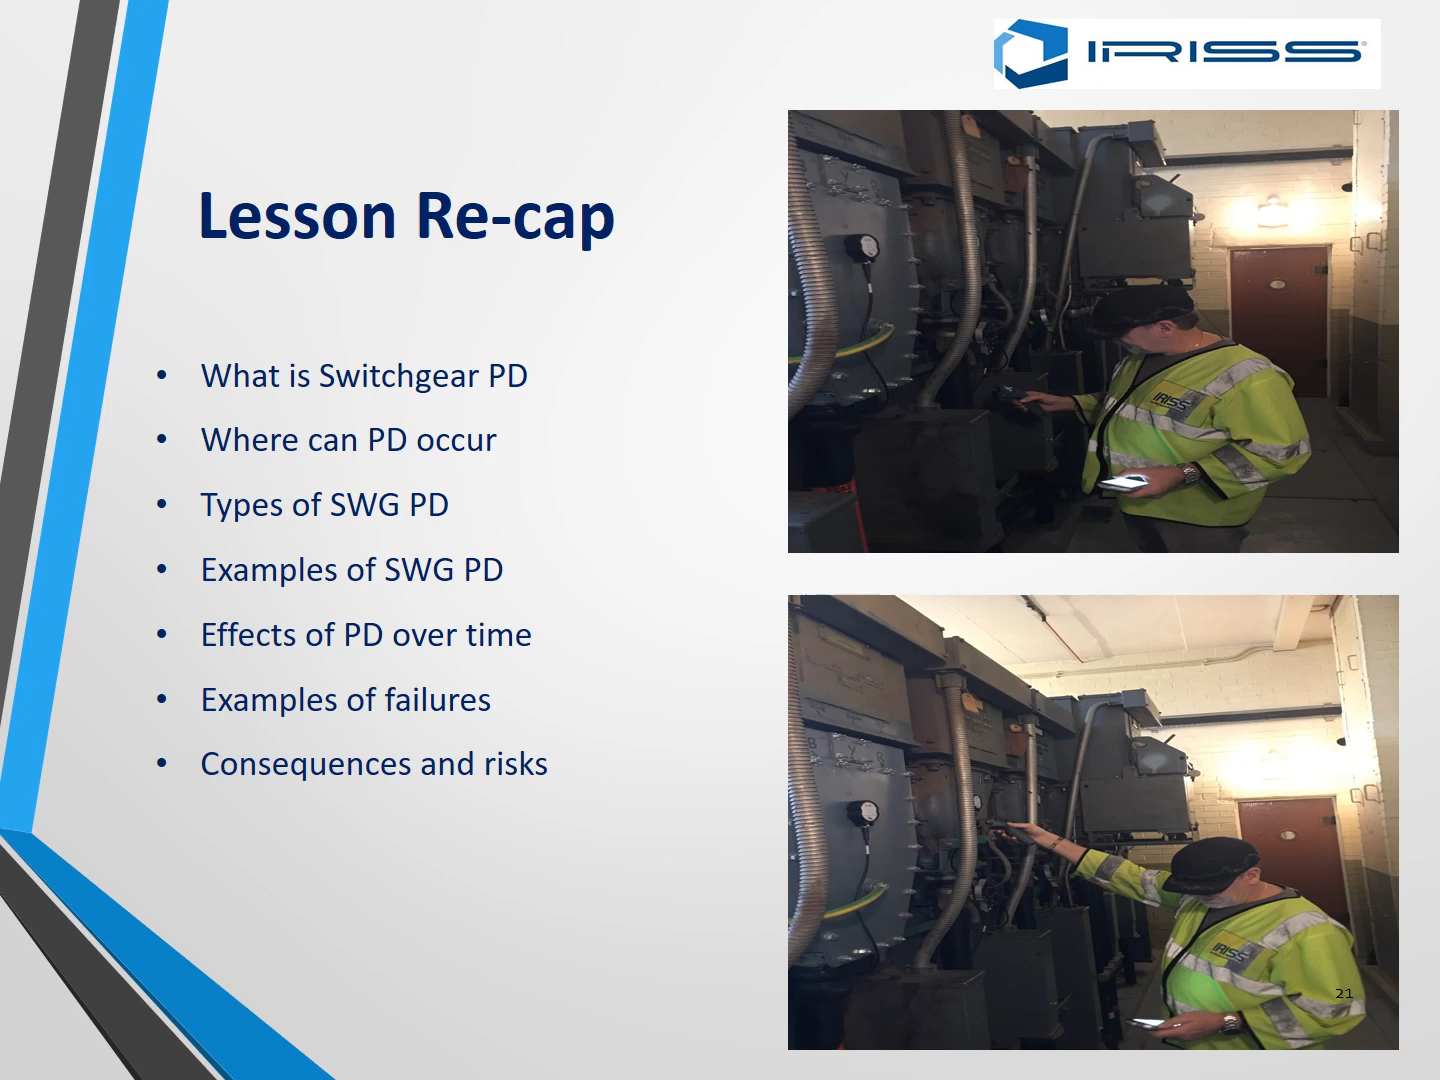 IRISS
Lesson Re-cap
• What is Switchgear PD
• Where can PD occur
• Types of SWG PD
• Examples of SWG PD
• Effects of PD over time
• Examples of failures
• Consequences and risks
IRISS
IRISS
21